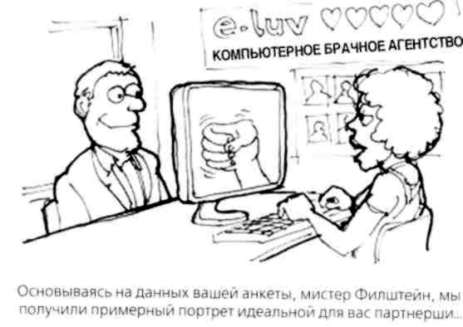 e-luv
КОМПЬЮТЕРНОЕ БРАЧНОЕ АГЕНТСТВО
Основываясь на данных вашей анкеты, мистер Филштейн, мы
получили примерный портрет идеальной для вас партнерши...